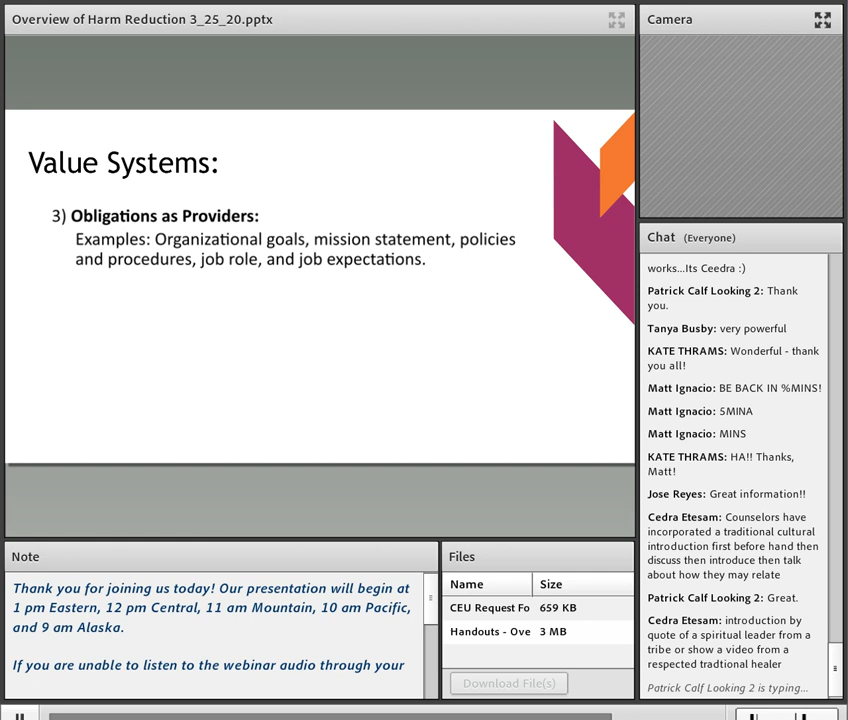 Overview of Harm Reduction 3_25_20.pptx
Value Systems:
3) Obligations as Providers:
Examples: Organizational goals, mission statement, policies
and procedures, job role, and job expectations.
Note
Thank you for joining us today! Our presentation will begin at
1 pm Eastern, 12 pm Central, 11 am Mountain, 10 am Pacific,
and 9 am Alaska.
If you are unable to listen to the webinar audio through your
Files
Name Size
CEU Request Fo 659 KB
Handouts - Ove 3 MB
Download File(s)
Camera
Chat (Everyone)
works...Its Ceedra :)
Patrick Calf Looking 2: Thank
you.
Tanya Busby: very powerful
KATE THRAMS: Wonderful - thank
you all!
Matt Ignacio: BE BACK IN %MINS!
Matt Ignacio: 5MINA
Matt Ignacio: MINS
KATE THRAMS: HA!! Thanks,
Matt!
Jose Reyes: Great information!!
Cedra Etesam: Counselors have
incorporated a traditional cultural
introduction first before hand then
discuss then introduce then talk
about how they may relate
Patrick Calf Looking 2: Great.
Cedra Etesam: introduction by
quote of a spiritual leader from a
tribe or show a video from a
respected tradtional healer
Patrick Calf Looking 2 is typing...